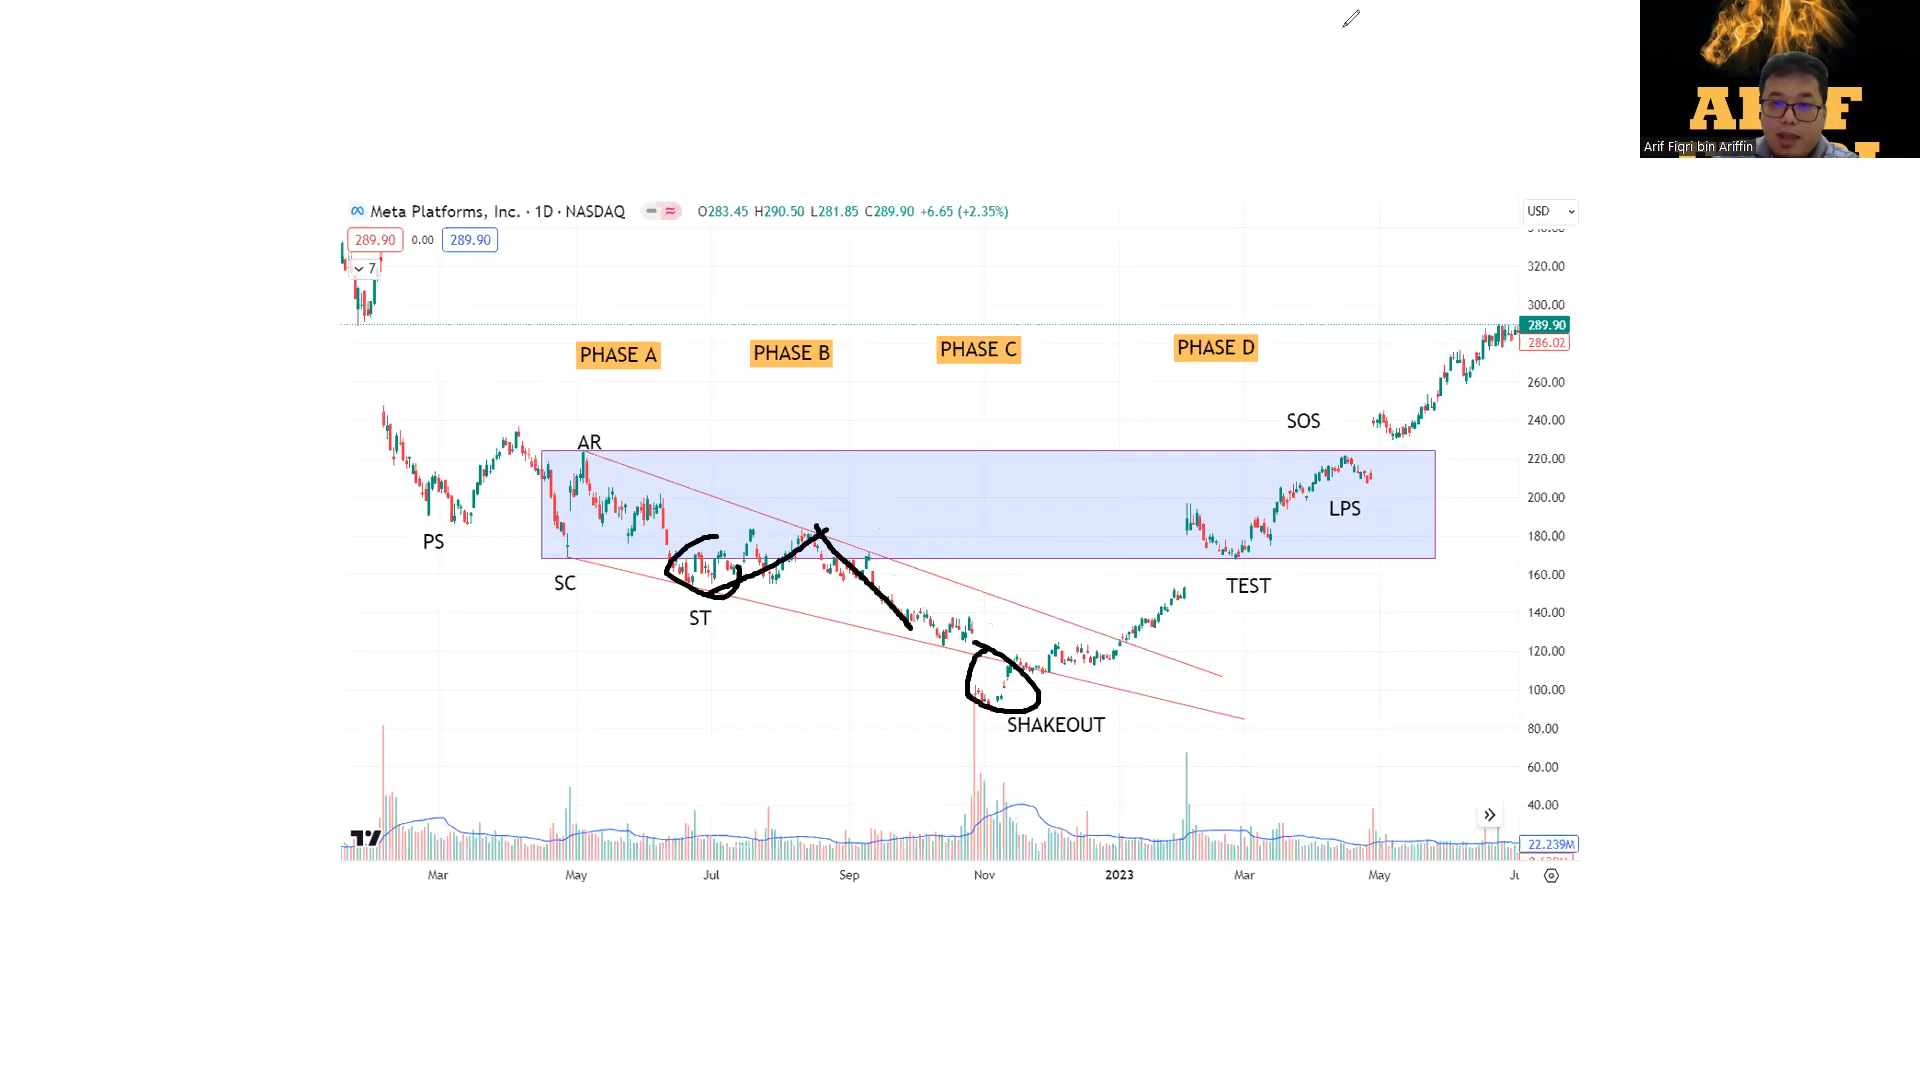 Arif Fiqri bin Ariffin
Meta Platforms, Inc. · 1D · NASDAQ O283.45 H290.50 L281.85 C289.90 +6.65 (+2.35%)
USD
289.90 0.00 289.90
7
320.00
300.00
289.90
286.02
260.00
240.00
220.00
200.00
180.00
160.00
140.00
120.00
100.00
80.00
60.00
40.00
22.239M
PHASE A
PHASE B
PHASE C
PHASE D
SOS
AR
LPS
PS
SC
TEST
ST
SHAKEOUT
Mar May Jul Sep Nov 2023 Mar May